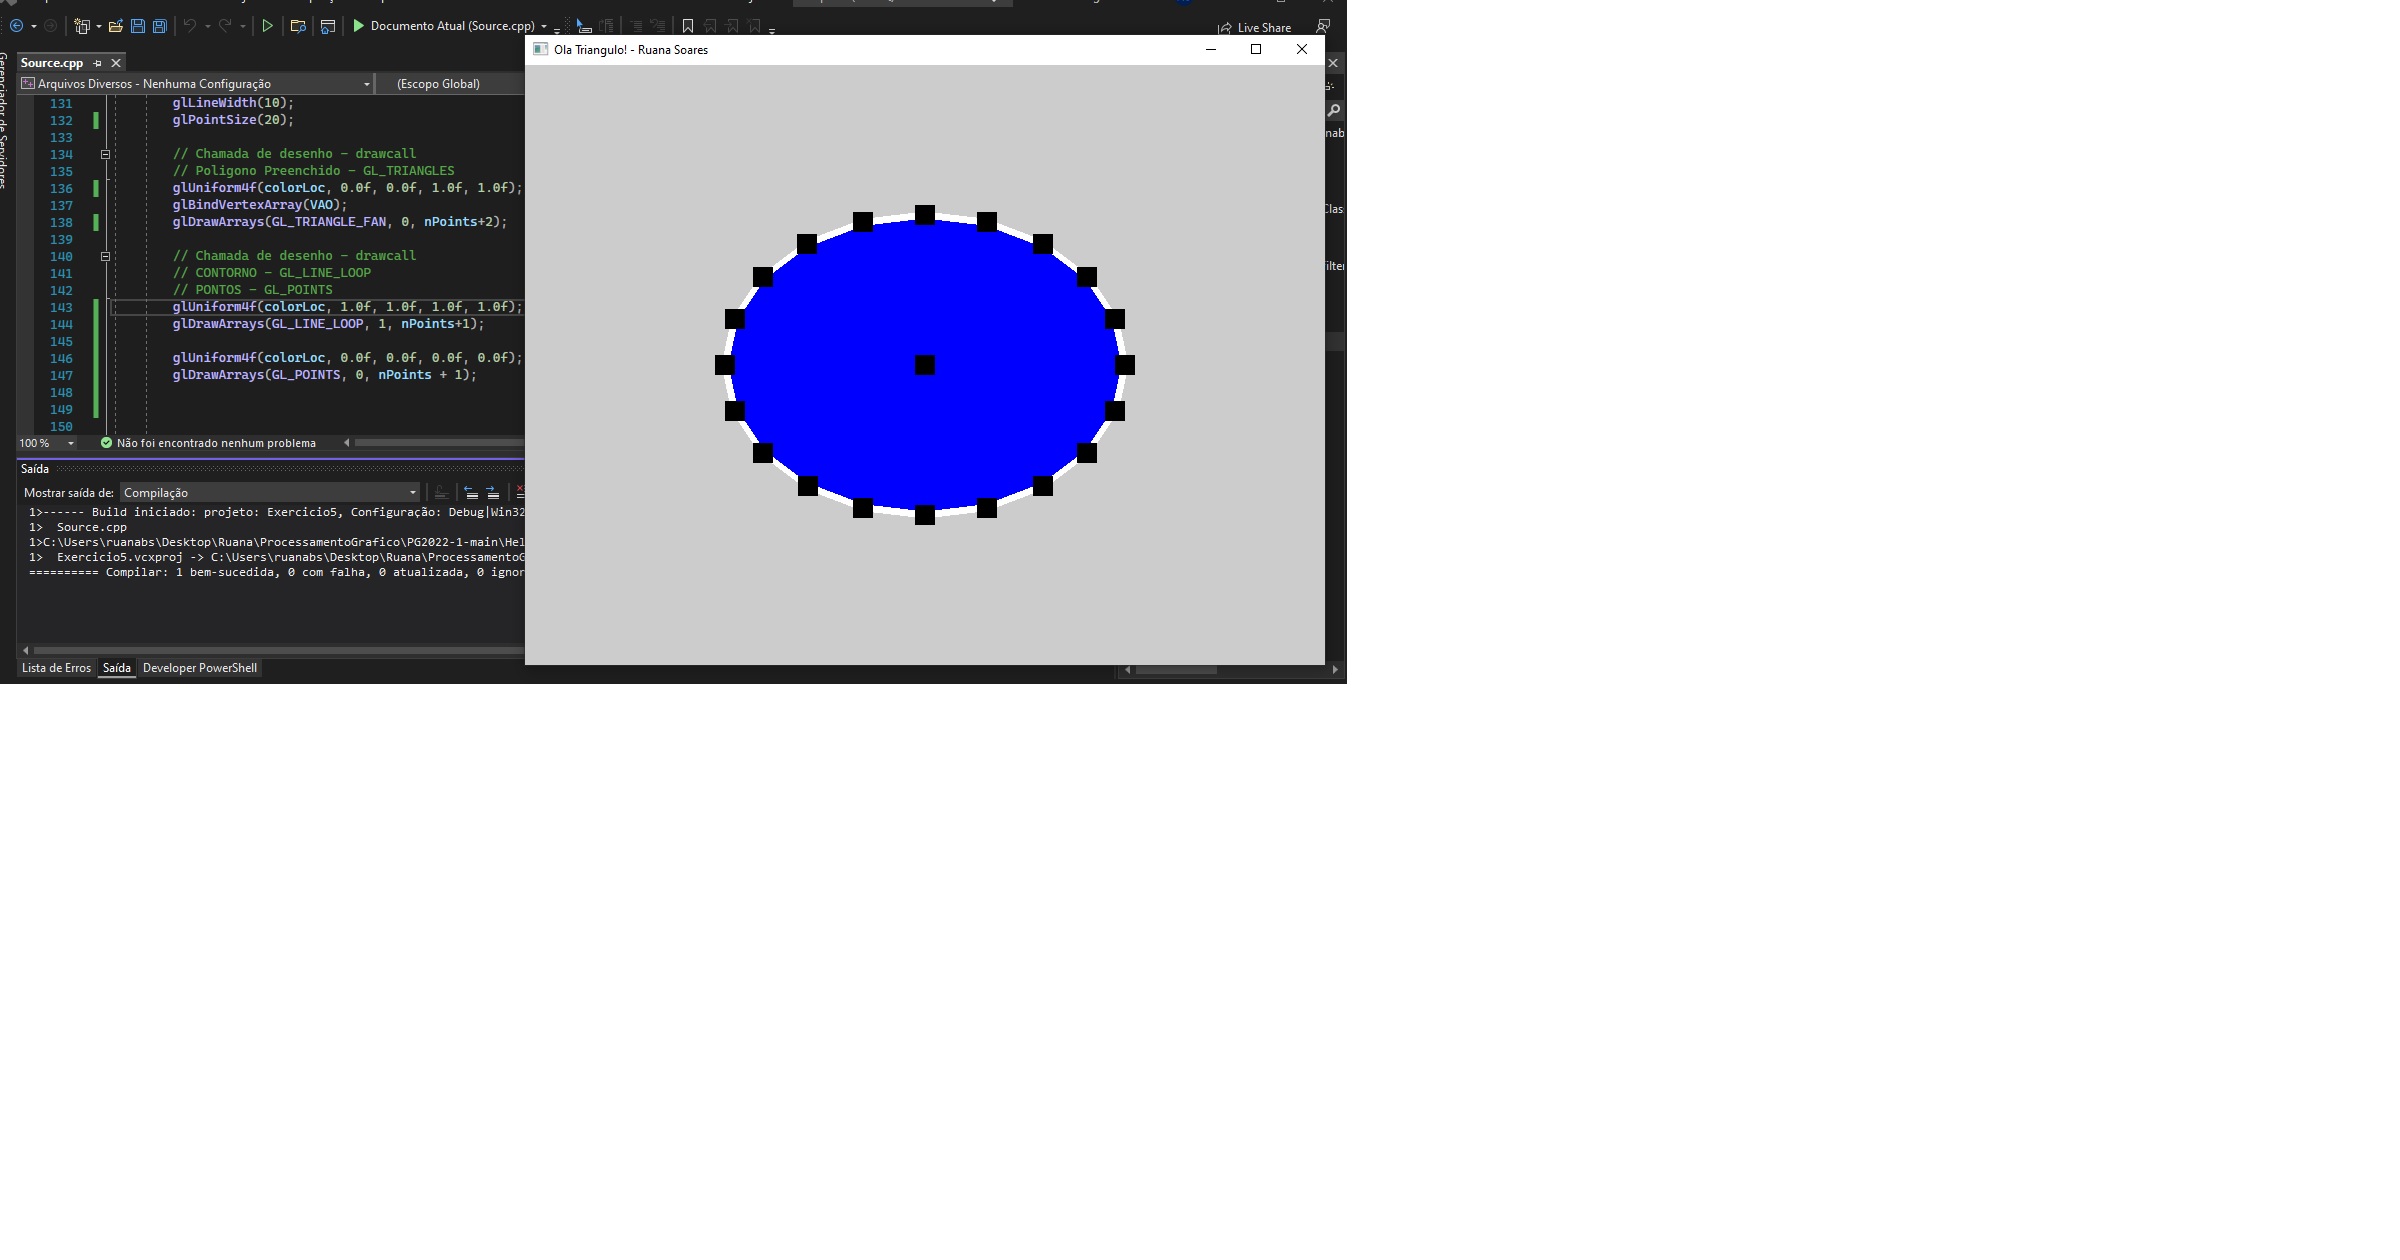 Documento Atual (Source.cpp)
Live Share
Ola Triangulo! - Ruana Soares
Source.cpp
Arquivos Diversos - Nenhuma Configuração
(Escopo Global)
Gerenciador de Servidores
131 glLineWidth(10);
132 glPointSize(20);
133
134 // Chamada de desenho - drawcall
135 // Poligono Preenchido - GL_TRIANGLES
136 glUniform4f(colorLoc, 0.0f, 0.0f, 1.0f, 1.0f);
137 glBindVertexArray(VAO);
138 glDrawArrays(GL_TRIANGLE_FAN, 0, nPoints+2);
139
140 // Chamada de desenho - drawcall
141 // CONTORNO - GL_LINE_LOOP
142 // PONTOS - GL_POINTS
143 glUniform4f(colorLoc, 1.0f, 1.0f, 1.0f, 1.0f);
144 glDrawArrays(GL_LINE_LOOP, 1, nPoints+1);
145
146 glUniform4f(colorLoc, 0.0f, 0.0f, 0.0f, 0.0f);
147 glDrawArrays(GL_POINTS, 0, nPoints + 1);
148
149
150
100 %
Não foi encontrado nenhum problema
Saída
Mostrar saída de: Compilação
1>------ Build iniciado: projeto: Exercicio5, Configuração: Debug|Win32
1> Source.cpp
1>C:\Users\ruanabs\Desktop\Ruana\ProcessamentoGrafico\PG2022-1-main\Hel
1> Exercicio5.vcxproj -> C:\Users\ruanabs\Desktop\Ruana\ProcessamentoG
========== Compilar: 1 bem-sucedida, 0 com falha, 0 atualizada, 0 ignor
Lista de Erros Saída Developer PowerShell